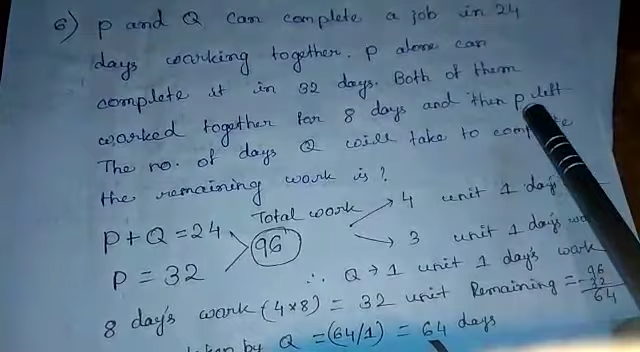 6) P and Q can complete a job in 24
days working together. P alone can
complete it in 32 days. Both of them
worked together for 8 days and then P left
The no. of days Q will take to complete
the remaining work is?
Total work
P+Q = 24 96 4 unit 1 day
P = 32 3 unit 1 day's
∴ Q → 1 unit 1 day's work
8 day's work (4×8) = 32 unit Remaining = 96
- 32
64
by Q = (64/1) = 64 days